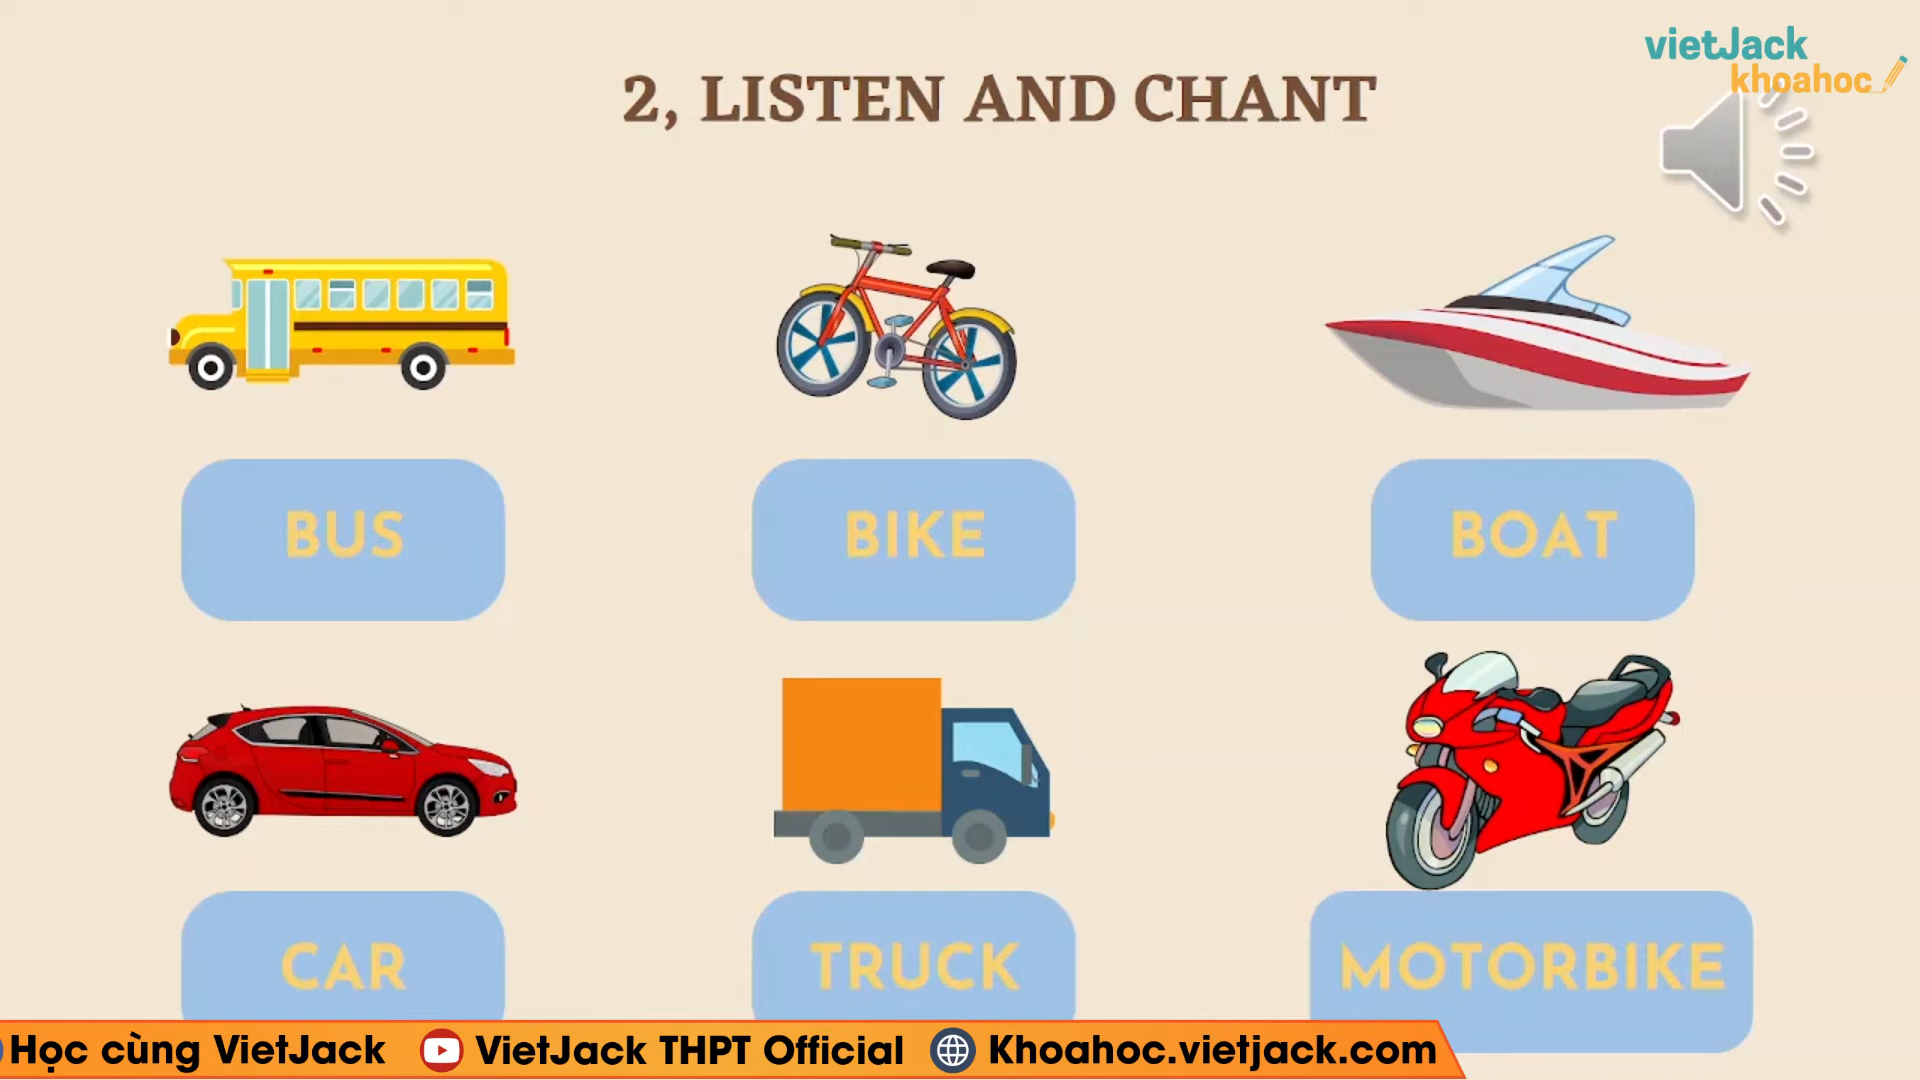 vietJack
khoahoc
2, LISTEN AND CHANT
BUS
BIKE
BOAT
CAR
TRUCK
MOTORBIKE
Học cùng VietJack
VietJack THPT Official
Khoahoc.vietjack.com